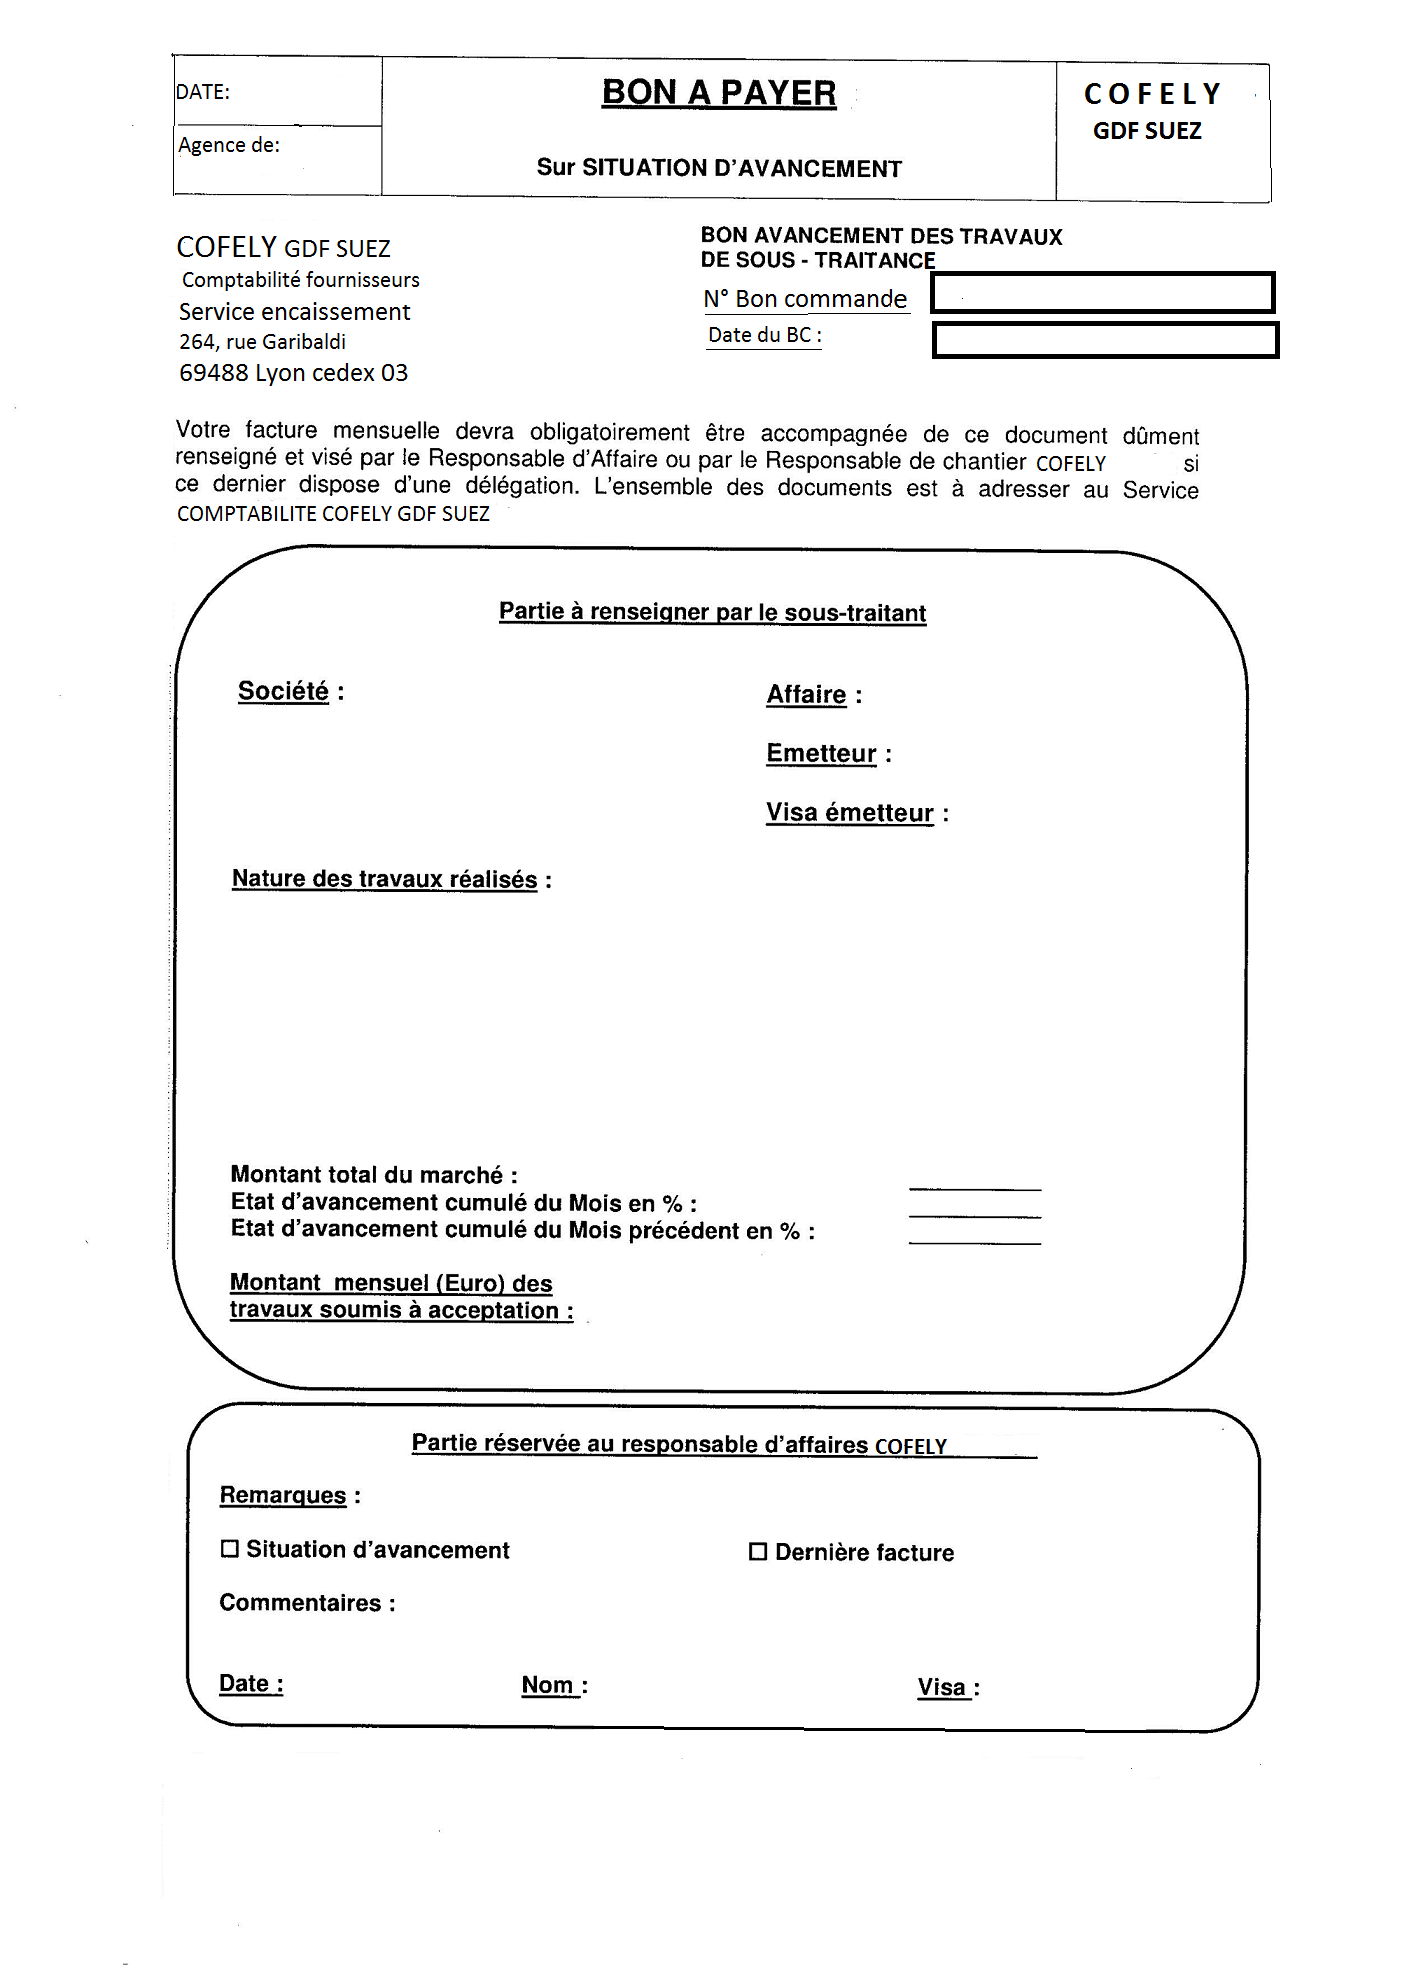 DATE:
Agence de:
BON A PAYER
Sur SITUATION D'AVANCEMENT
COFELY
GDF SUEZ
COFELY GDF SUEZ
Comptabilité fournisseurs
Service encaissement
264, rue Garibaldi
69488 Lyon cedex 03
BON AVANCEMENT DES TRAVAUX
DE SOUS - TRAITANCE
N° Bon commande
Date du BC :
Votre facture mensuelle devra obligatoirement être accompagnée de ce document dûment
renseigné et visé par le Responsable d'Affaire ou par le Responsable de chantier COFELY si
ce dernier dispose d'une délégation. L'ensemble des documents est à adresser au Service
COMPTABILITE COFELY GDF SUEZ
Partie à renseigner par le sous-traitant
Société :
Affaire :
Emetteur :
Visa émetteur :
Nature des travaux réalisés :
Montant total du marché :
Etat d'avancement cumulé du Mois en % :
Etat d'avancement cumulé du Mois précédent en % :
Montant mensuel (Euro) des
travaux soumis à acceptation :
Partie réservée au responsable d'affaires COFELY
Remarques :
☐ Situation d'avancement ☐ Dernière facture
Commentaires :
Date : Nom : Visa :